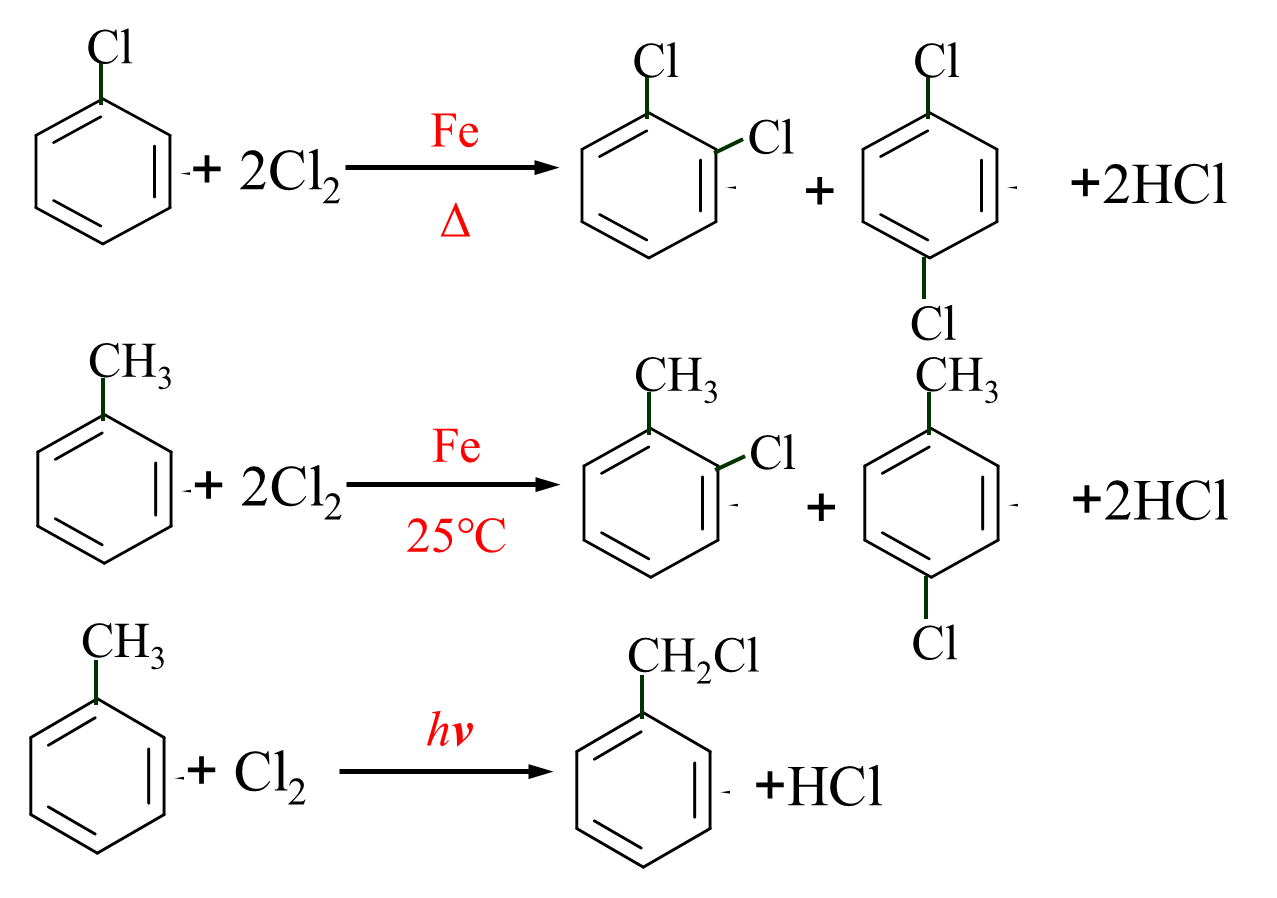 Cl
+ 2Cl₂
Fe
Δ
Cl
Cl
+
Cl
Cl
+2HCl
CH₃
+ 2Cl₂
Fe
25℃
CH₃
Cl
+
CH₃
Cl
+2HCl
CH₃
+ Cl₂
hν
CH₂Cl
+HCl